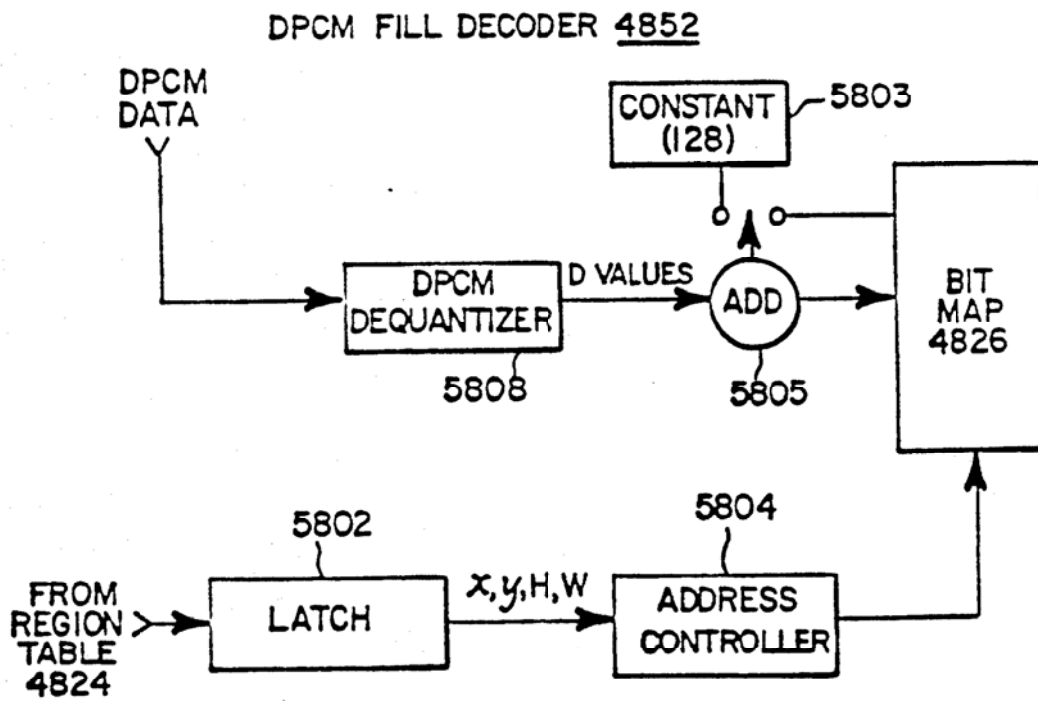 DPCM FILL DECODER 4852
DPCM
DATA
CONSTANT
(128)
5803
DPCM
DEQUANTIZER
5808
D VALUES
ADD
5805
BIT
MAP
4826
FROM
REGION
TABLE
4824
5802
LATCH
x, y, H, W
5804
ADDRESS
CONTROLLER